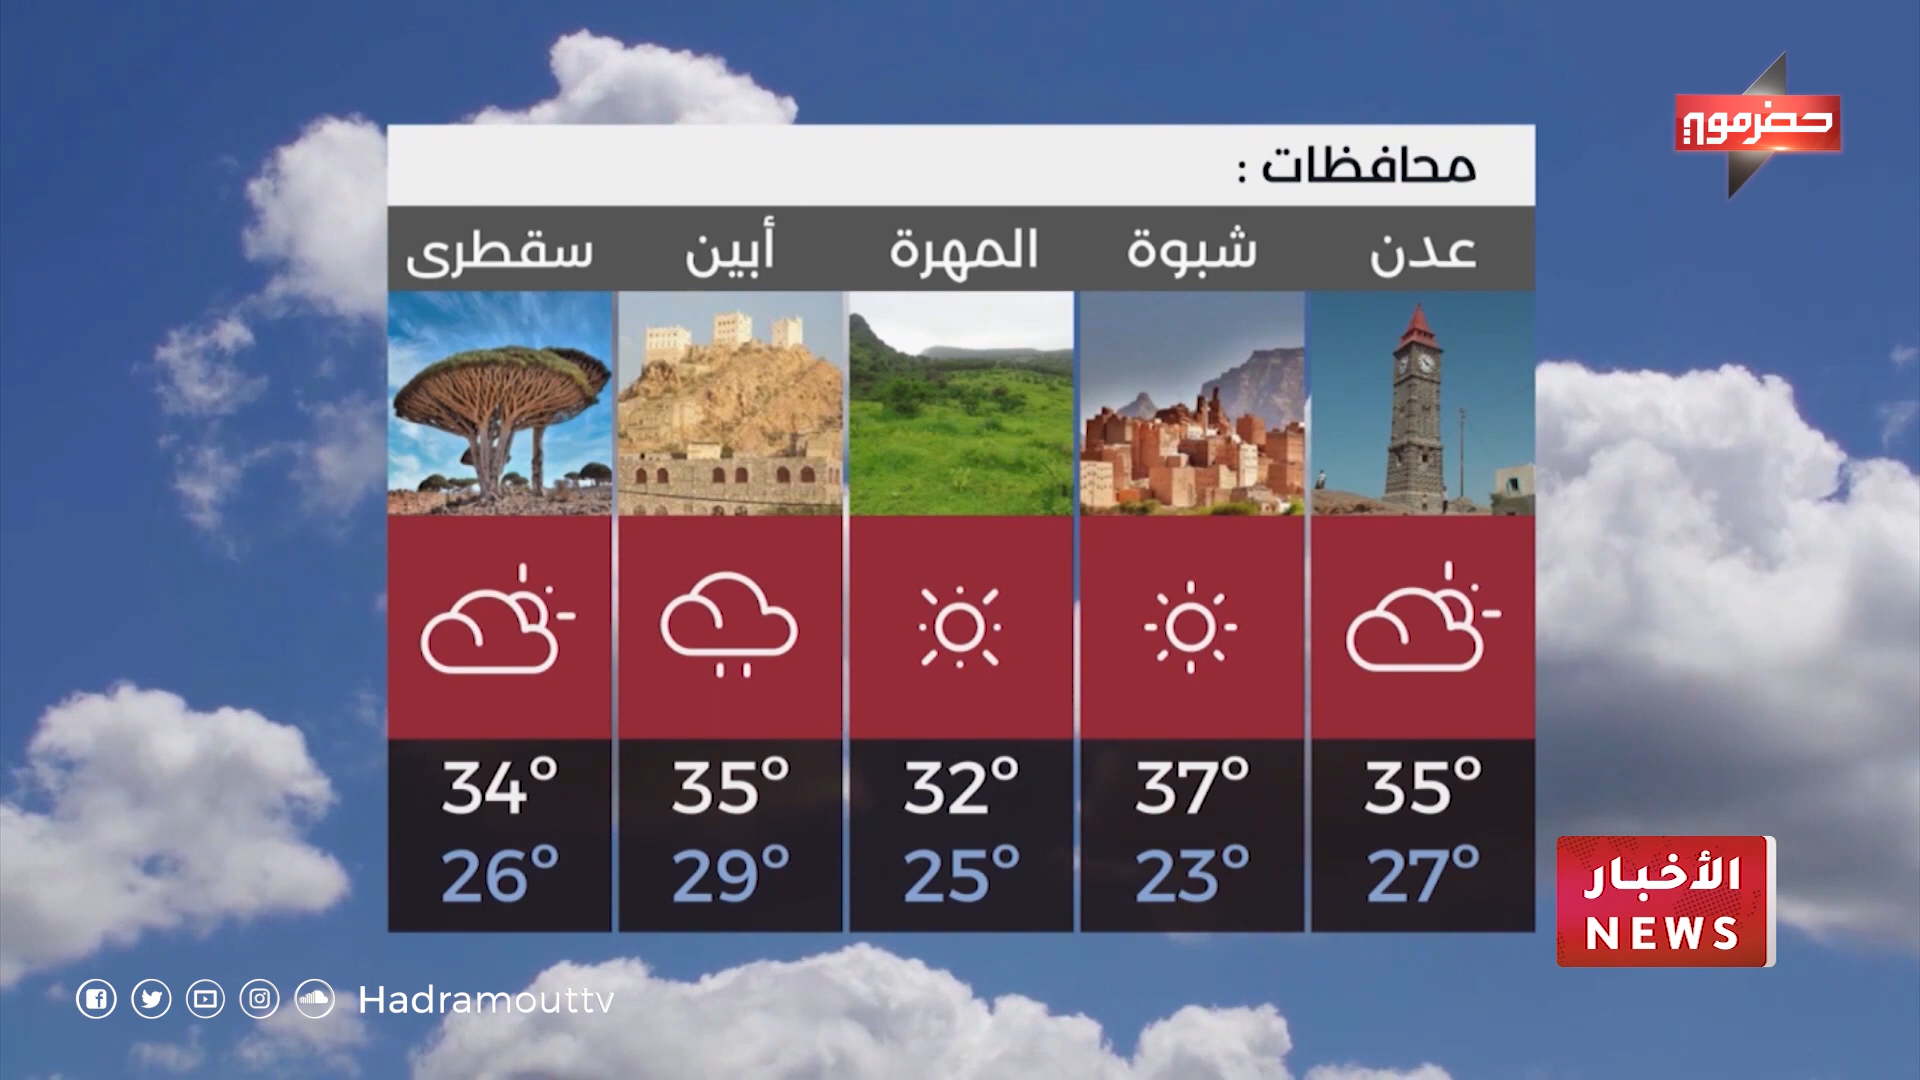 حضرموت
محافظات :
عدن شبوة المهرة أبين سقطرى
35° 37° 32° 35° 34°
27° 23° 25° 29° 26°
الأخبار
NEWS
Hadramouttv